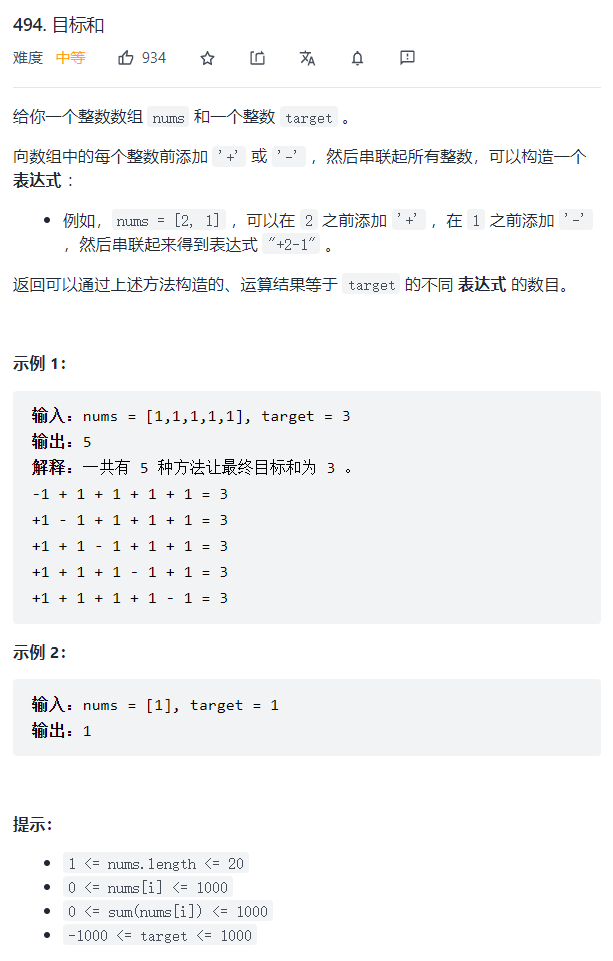 494. 目标和
难度 中等 934
给你一个整数数组 nums 和一个整数 target 。
向数组中的每个整数前添加 '+' 或 '-' ，然后串联起所有整数，可以构造一个
表达式 ：
例如，nums = [2, 1] ，可以在 2 之前添加 '+' ，在 1 之前添加 '-'
，然后串联起来得到表达式 "+2-1" 。
返回可以通过上述方法构造的、运算结果等于 target 的不同 表达式 的数目。
示例 1：
输入：nums = [1,1,1,1,1], target = 3
输出：5
解释：一共有 5 种方法让最终目标和为 3 。
-1 + 1 + 1 + 1 + 1 = 3
+1 - 1 + 1 + 1 + 1 = 3
+1 + 1 - 1 + 1 + 1 = 3
+1 + 1 + 1 - 1 + 1 = 3
+1 + 1 + 1 + 1 - 1 = 3
示例 2：
输入：nums = [1], target = 1
输出：1
提示：
1 <= nums.length <= 20
0 <= nums[i] <= 1000
0 <= sum(nums[i]) <= 1000
-1000 <= target <= 1000